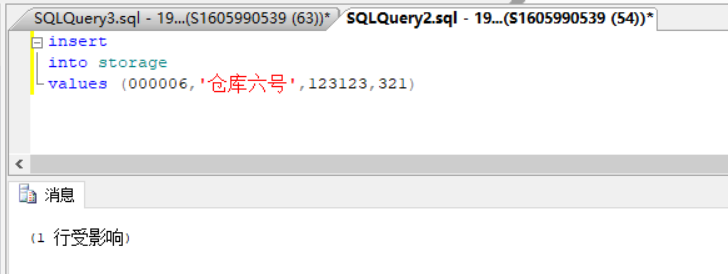 SQLQuery3.sql - 19...(S1605990539 (63))* SQLQuery2.sql - 19...(S1605990539 (54))*
insert
into storage
values (000006,'仓库六号',123123,321)
消息
(1 行受影响)